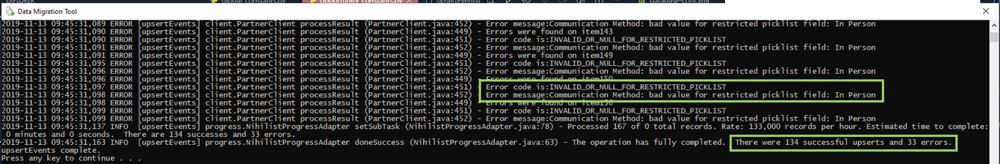 EXPLORER
global_constants.py
opportunity_constants.py
upsertEvents
database-conf.xml
Data Migration Tool
2019-11-13 09:45:31,089 ERROR [upsertEvents] client.PartnerClient processResult (PartnerClient.java:452) - Error message:Communication Method: bad value for restricted picklist field: In Person
2019-11-13 09:45:31,090 ERROR [upsertEvents] client.PartnerClient processResult (PartnerClient.java:449) - Errors were found on item143
2019-11-13 09:45:31,090 ERROR [upsertEvents] client.PartnerClient processResult (PartnerClient.java:451) - Error code is:INVALID_OR_NULL_FOR_RESTRICTED_PICKLIST
2019-11-13 09:45:31,091 ERROR [upsertEvents] client.PartnerClient processResult (PartnerClient.java:452) - Error message:Communication Method: bad value for restricted picklist field: In Person
2019-11-13 09:45:31,091 ERROR [upsertEvents] client.PartnerClient processResult (PartnerClient.java:449) - Errors were found on item149
2019-11-13 09:45:31,095 ERROR [upsertEvents] client.PartnerClient processResult (PartnerClient.java:451) - Error code is:INVALID_OR_NULL_FOR_RESTRICTED_PICKLIST
2019-11-13 09:45:31,096 ERROR [upsertEvents] client.PartnerClient processResult (PartnerClient.java:452) - Error message:Communication Method: bad value for restricted picklist field: In Person
2019-11-13 09:45:31,096 ERROR [upsertEvents] client.PartnerClient processResult (PartnerClient.java:449) - Errors were found on item150
2019-11-13 09:45:31,097 ERROR [upsertEvents] client.PartnerClient processResult (PartnerClient.java:451) - Error code is:INVALID_OR_NULL_FOR_RESTRICTED_PICKLIST
2019-11-13 09:45:31,098 ERROR [upsertEvents] client.PartnerClient processResult (PartnerClient.java:452) - Error message:Communication Method: bad value for restricted picklist field: In Person
2019-11-13 09:45:31,098 ERROR [upsertEvents] client.PartnerClient processResult (PartnerClient.java:449) - Errors were found on item156
2019-11-13 09:45:31,099 ERROR [upsertEvents] client.PartnerClient processResult (PartnerClient.java:451) - Error code is:INVALID_OR_NULL_FOR_RESTRICTED_PICKLIST
2019-11-13 09:45:31,099 ERROR [upsertEvents] client.PartnerClient processResult (PartnerClient.java:452) - Error message:Communication Method: bad value for restricted picklist field: In Person
2019-11-13 09:45:31,137 INFO  [upsertEvents] progress.NihilistProgressAdapter setSubTask (NihilistProgressAdapter.java:78) - Processed 167 of 0 total records. Rate: 133,000 records per hour. Estimated time to complete:
 0 minutes and 0 seconds.  There are 134 successes and 33 errors.
2019-11-13 09:45:31,163 INFO  [upsertEvents] progress.NihilistProgressAdapter doneSuccess (NihilistProgressAdapter.java:63) - The operation has fully completed.  There were 134 successful upserts and 33 errors.
upsertEvents complete.
Press any key to continue . . .